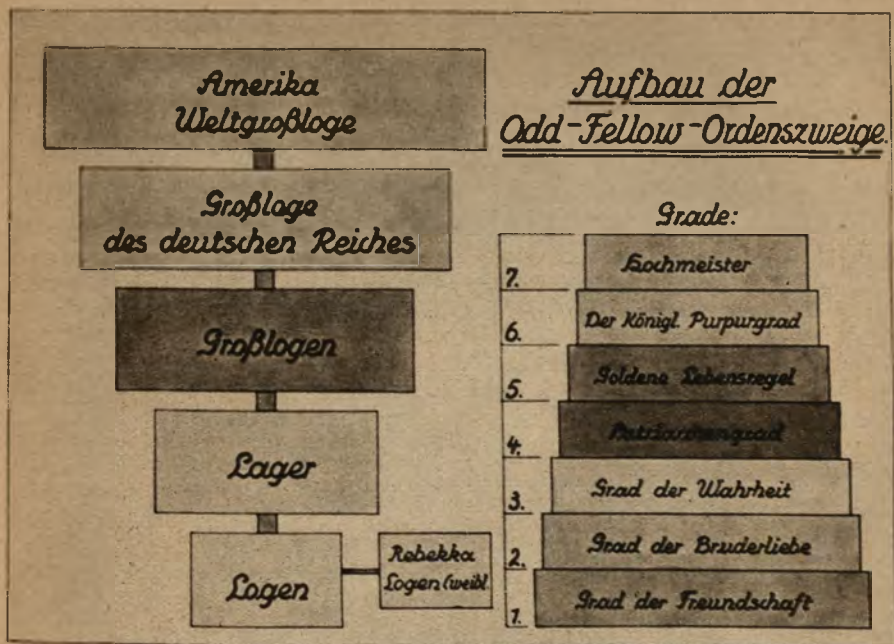 Amerika
Weltgroßloge
Großloge
des deutschen Reiches
Großlogen
Lager
Logen
Rebekka
Logen (weibl.
Aufbau der
Odd-Fellow-Ordenszweige.
Grade:
7. Hochmeister
6. Der Königl. Purpurgrad
5. Goldene Lebensregel
4. Patriarchengrad
3. Grad der Wahrheit
2. Grad der Bruderliebe
1. Grad der Freundschaft